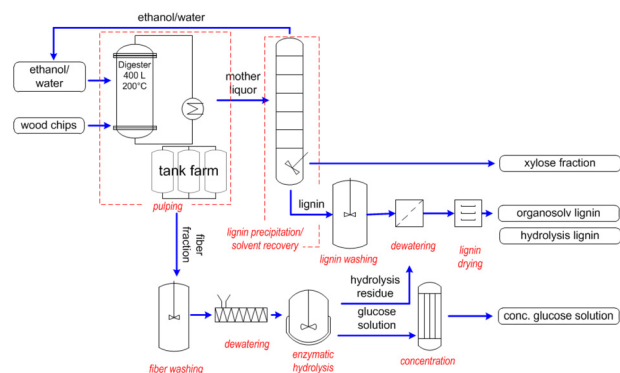 ethanol/water
ethanol/
water
wood chips
Digester
400 L
200°C
mother
liquor
tank farm
pulping
xylose fraction
lignin
lignin precipitation/
solvent recovery
lignin washing
dewatering
lignin
drying
organosolv lignin
hydrolysis lignin
fiber
fraction
hydrolysis
residue
glucose
solution
conc. glucose solution
fiber washing
dewatering
enzymatic
hydrolysis
concentration